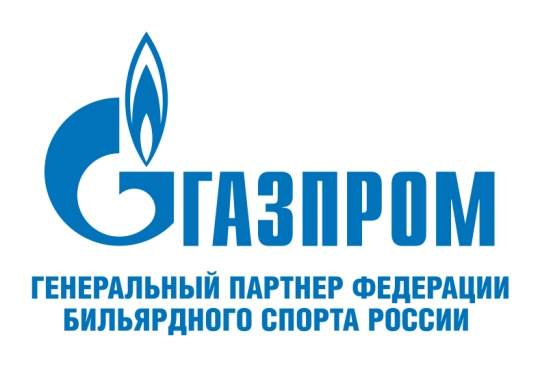 ГАЗПРОМ
ГЕНЕРАЛЬНЫЙ ПАРТНЕР ФЕДЕРАЦИИ
БИЛЬЯРДНОГО СПОРТА РОССИИ